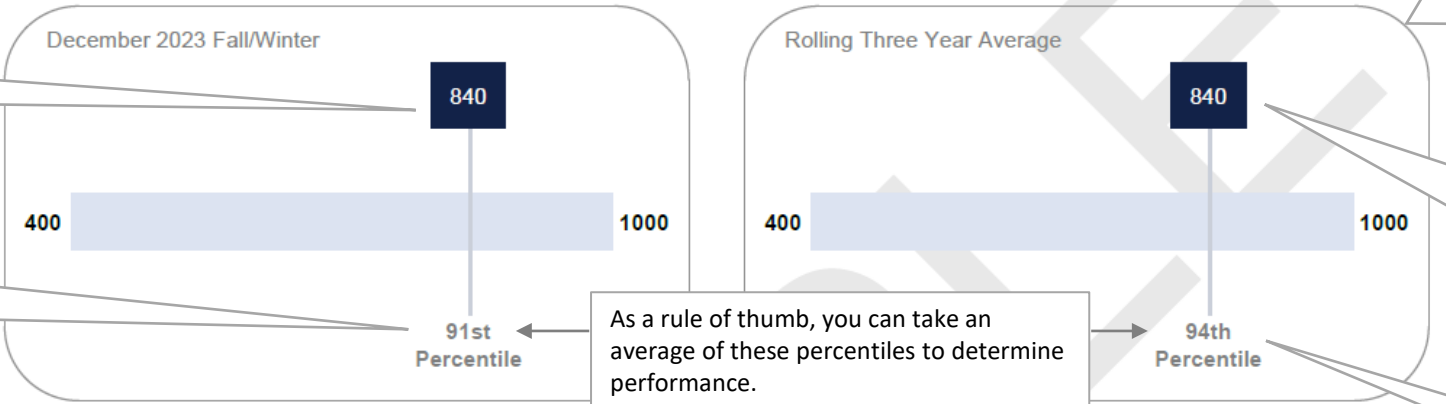 December 2023 Fall/Winter
840
400
1000
91st
Percentile
Rolling Three Year Average
840
400
1000
94th
Percentile
As a rule of thumb, you can take an
average of these percentiles to determine
performance.